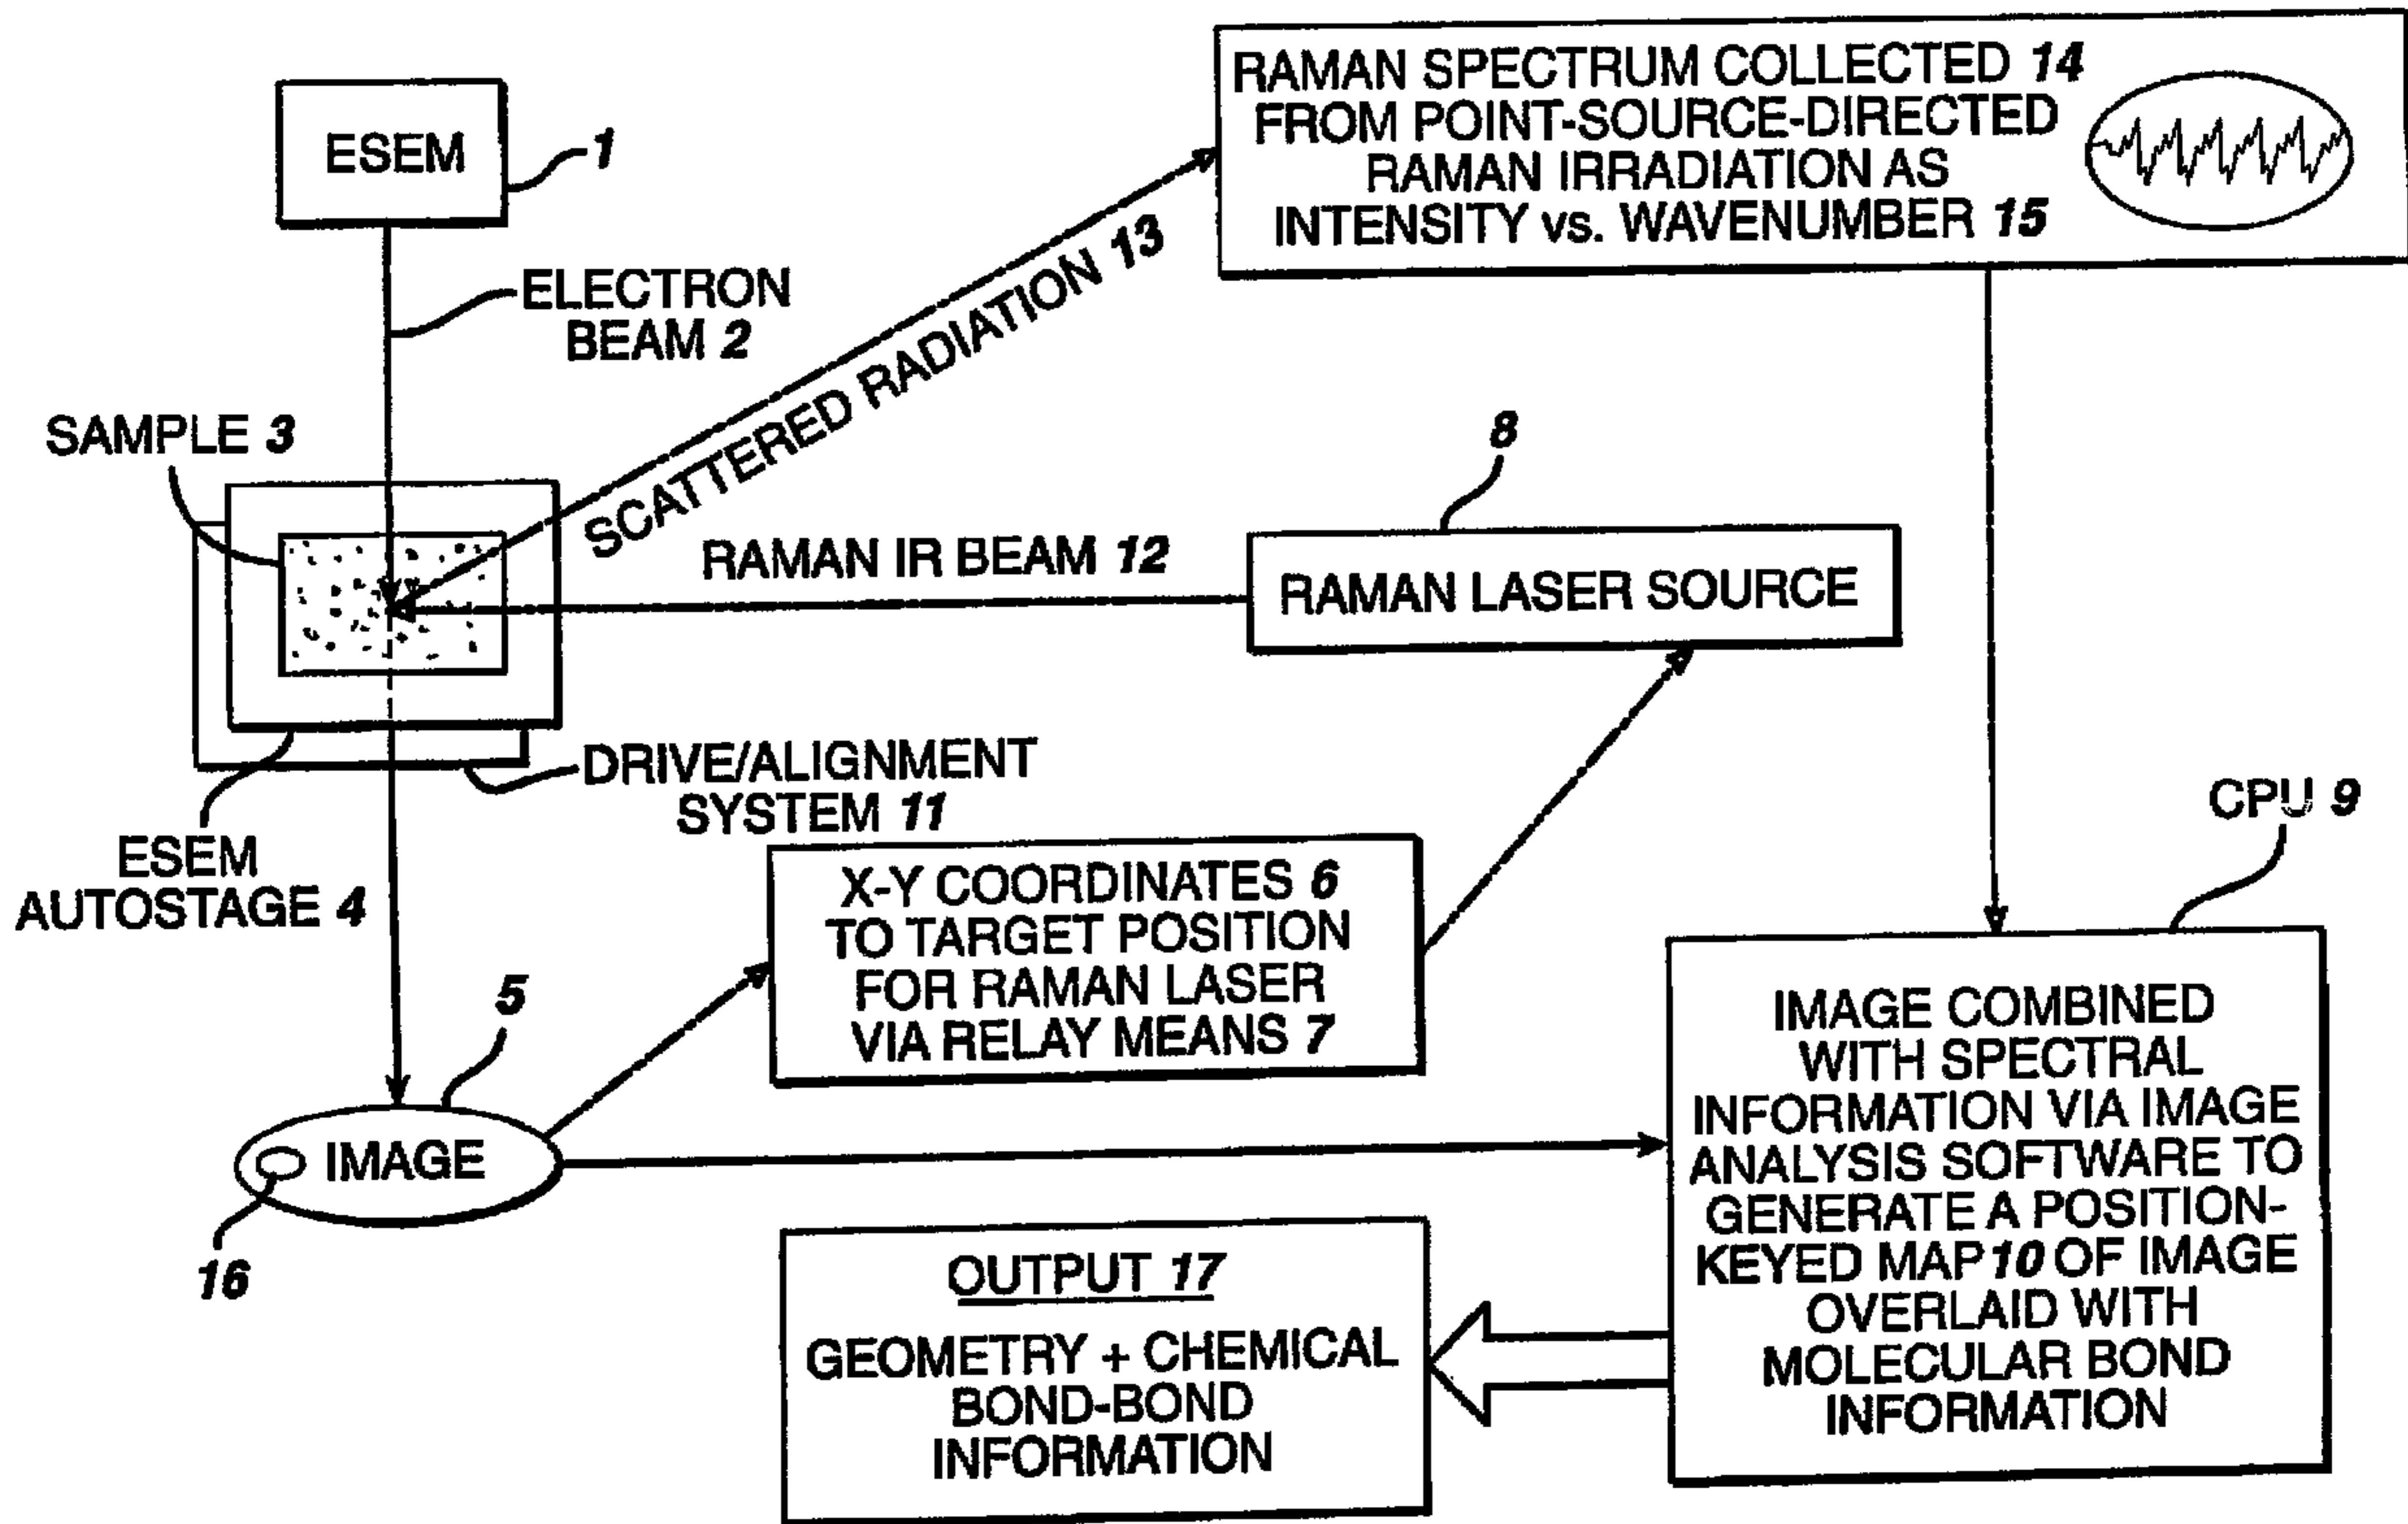 ESEM
1
ELECTRON
BEAM 2
SAMPLE 3
SCATTERED RADIATION 13
RAMAN SPECTRUM COLLECTED 14
FROM POINT-SOURCE-DIRECTED
RAMAN IRRADIATION AS
INTENSITY vs. WAVENUMBER 15
8
RAMAN IR BEAM 12
RAMAN LASER SOURCE
DRIVE/ALIGNMENT
SYSTEM 11
ESEM
AUTOSTAGE 4
X-Y COORDINATES 6
TO TARGET POSITION
FOR RAMAN LASER
VIA RELAY MEANS 7
CPU 9
5
IMAGE
16
IMAGE COMBINED
WITH SPECTRAL
INFORMATION VIA IMAGE
ANALYSIS SOFTWARE TO
GENERATE A POSITION-
KEYED MAP 10 OF IMAGE
OVERLAID WITH
MOLECULAR BOND
INFORMATION
OUTPUT 17
GEOMETRY + CHEMICAL
BOND-BOND
INFORMATION